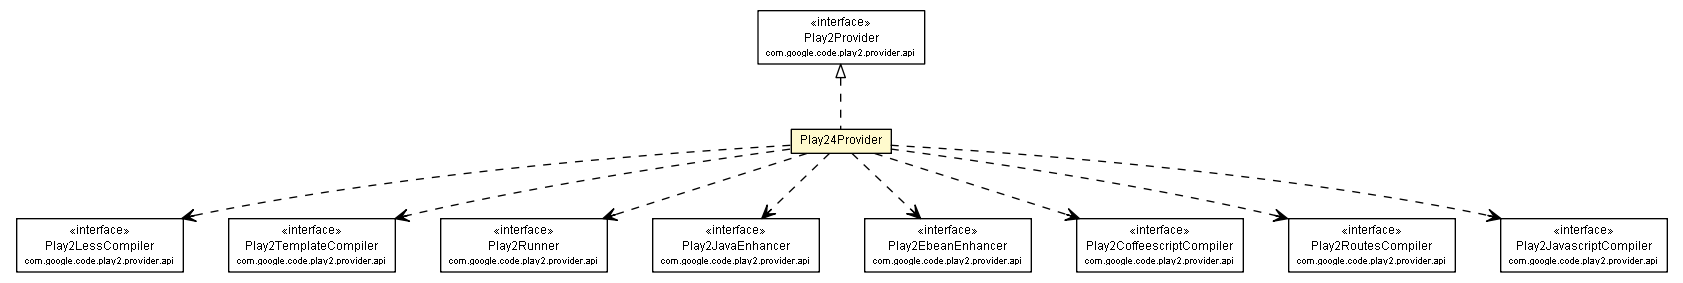 «interface»
Play2Provider
com.google.code.play2.provider.api
Play24Provider
«interface»
Play2LessCompiler
com.google.code.play2.provider.api
«interface»
Play2TemplateCompiler
com.google.code.play2.provider.api
«interface»
Play2Runner
com.google.code.play2.provider.api
«interface»
Play2JavaEnhancer
com.google.code.play2.provider.api
«interface»
Play2EbeanEnhancer
com.google.code.play2.provider.api
«interface»
Play2CoffeescriptCompiler
com.google.code.play2.provider.api
«interface»
Play2RoutesCompiler
com.google.code.play2.provider.api
«interface»
Play2JavascriptCompiler
com.google.code.play2.provider.api